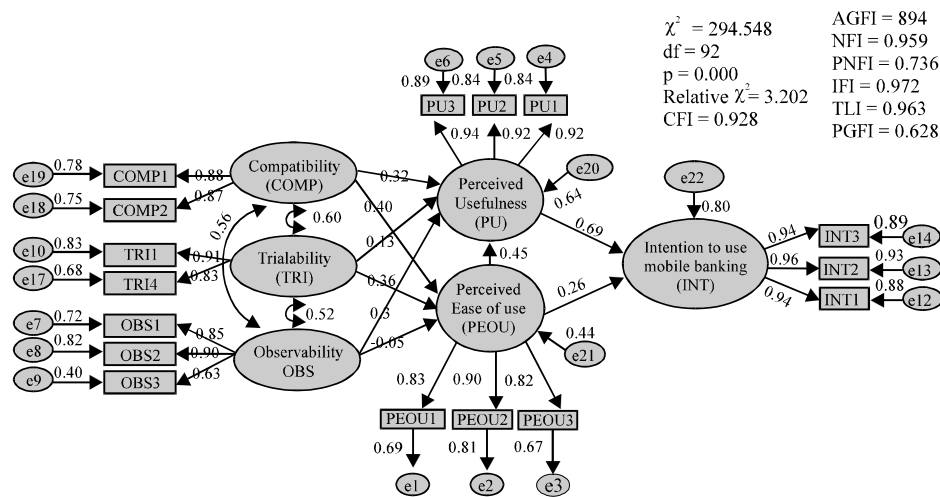 χ² = 294.548
df = 92
p = 0.000
Relative χ² = 3.202
CFI = 0.928
AGFI = 894
NFI = 0.959
PNFI = 0.736
IFI = 0.972
TLI = 0.963
PGFI = 0.628
e6
e5
e4
0.89
0.84
0.84
PU3
PU2
PU1
0.94
0.92
0.92
e19
0.78
COMP1
0.88
e18
0.75
COMP2
0.87
Compatibility
(COMP)
0.32
0.40
Perceived
Usefulness
(PU)
e20
0.64
0.69
e22
0.80
0.56
0.60
e10
0.83
TRI1
0.91
e17
0.68
TRI4
0.83
Trialability
(TRI)
0.13
0.36
0.45
Intention to use
mobile banking
(INT)
0.94
INT3
0.89
e14
0.96
INT2
0.93
e13
0.94
INT1
0.88
e12
0.52
0.3
Perceived
Ease of use
(PEOU)
0.26
e7
0.72
OBS1
0.85
e8
0.82
OBS2
0.90
e9
0.40
OBS3
0.63
Observability
OBS
-0.05
0.44
e21
0.83
0.90
0.82
PEOU1
PEOU2
PEOU3
0.69
0.81
0.67
e1
e2
e3